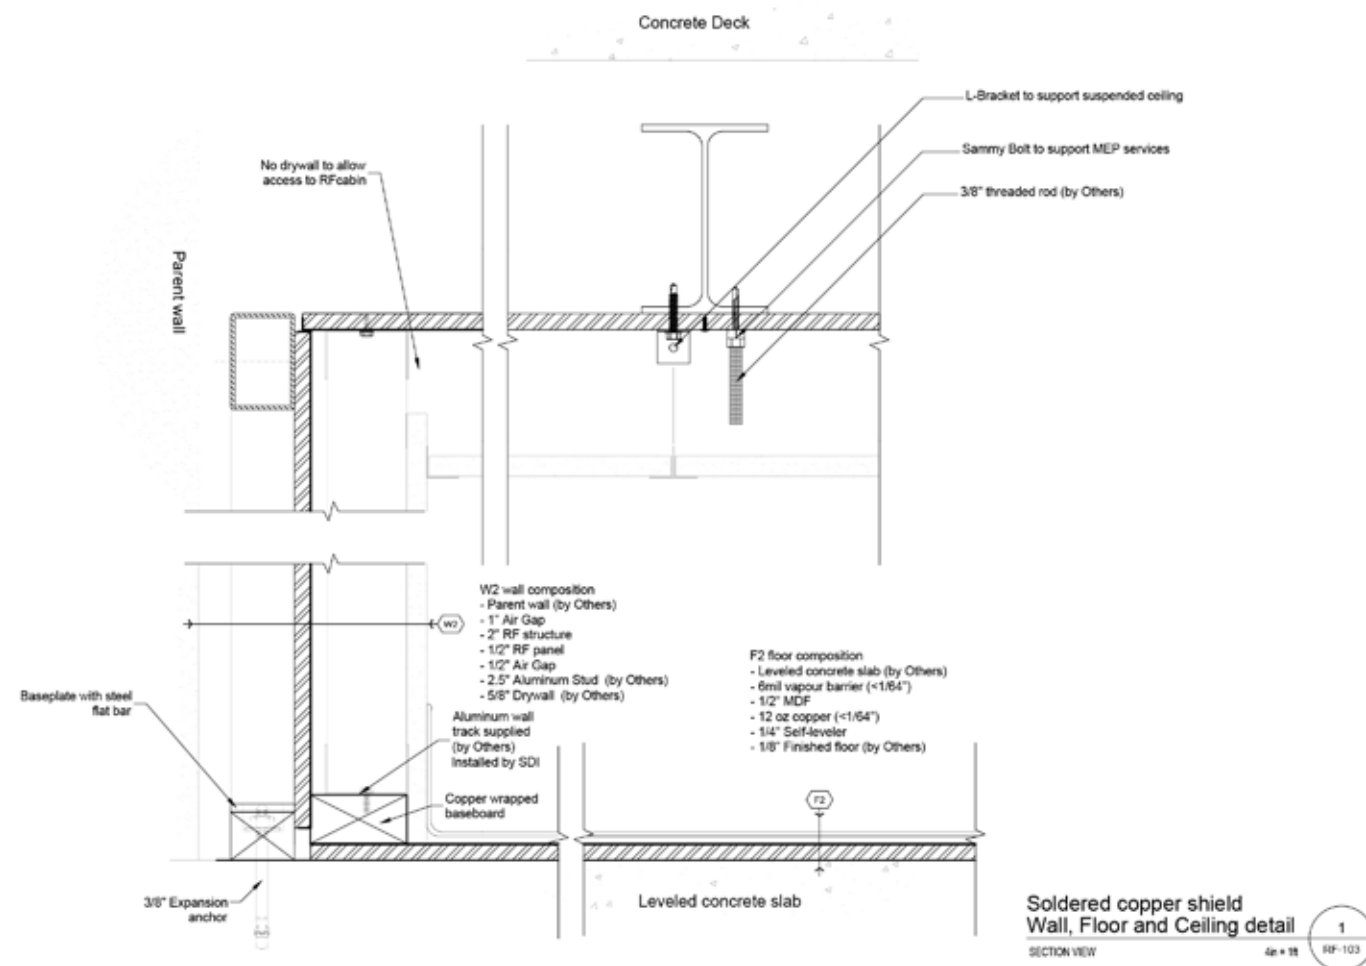 Concrete Deck
L-Bracket to support suspended ceiling
Sammy Bolt to support MEP services
3/8" threaded rod (by Others)
No drywall to allow
access to RFcabin
Parent wall
W2 wall composition
- Parent wall (by Others)
- 1" Air Gap
- 2" RF structure
- 1/2" RF panel
- 1/2" Air Gap
- 2.5" Aluminum Stud (by Others)
- 5/8" Drywall (by Others)
W2
F2 floor composition
- Leveled concrete slab (by Others)
- 6mil vapour barrier (<1/64")
- 1/2" MDF
- 12 oz copper (<1/64")
- 1/4" Self-leveler
- 1/8" Finished floor (by Others)
Baseplate with steel
flat bar
Aluminum wall
track supplied
(by Others)
Installed by SDI
Copper wrapped
baseboard
F2
3/8" Expansion
anchor
Leveled concrete slab
Soldered copper shield
Wall, Floor and Ceiling detail
SECTION VIEW
4in = 1ft
1
RF-103